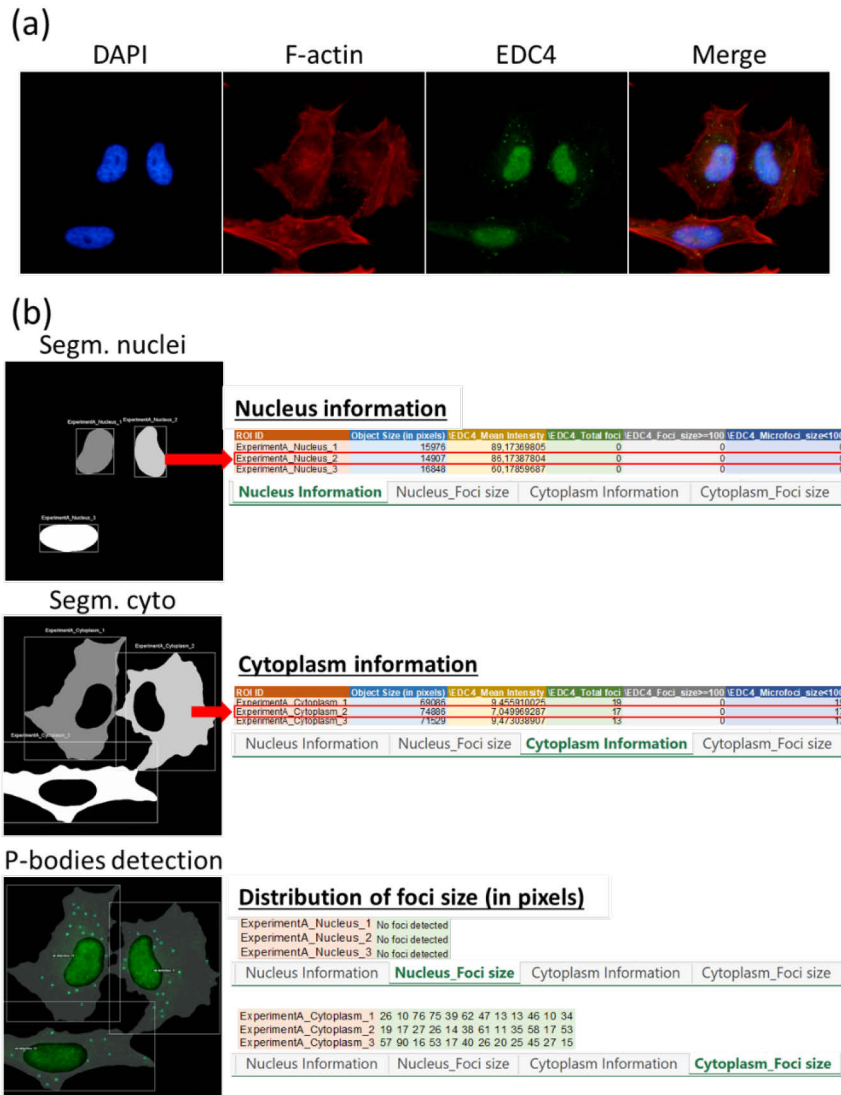 (a)
DAPI F-actin EDC4 Merge
(b)
Segm. nuclei
ExperimentA_Nucleus_1 ExperimentA_Nucleus_2
ExperimentA_Nucleus_3
Nucleus information
ROI ID Object Size (in pixels) \EDC4_Mean Intensity \EDC4_Total foci \EDC4_Foci_size>=100 \EDC4_Microfoci_size<100
ExperimentA_Nucleus_1 15976 89,17369805 0 0
ExperimentA_Nucleus_2 14907 86,17387804 0 0
ExperimentA_Nucleus_3 16848 60,17859687 0 0
Nucleus Information Nucleus_Foci size Cytoplasm Information Cytoplasm_Foci size
Segm. cyto
ExperimentA_Cytoplasm_1
ExperimentA_Cytoplasm_2
ExperimentA_Cytoplasm_3
Cytoplasm information
ROI ID Object Size (in pixels) \EDC4_Mean Intensity \EDC4_Total foci \EDC4_Foci_size>=100 \EDC4_Microfoci_size<100
ExperimentA_Cytoplasm_1 69086 9,455910025 19 0
ExperimentA_Cytoplasm_2 74886 7,049969287 17 0
ExperimentA_Cytoplasm_3 71529 9,473038907 13 0
Nucleus Information Nucleus_Foci size Cytoplasm Information Cytoplasm_Foci size
P-bodies detection
Distribution of foci size (in pixels)
ExperimentA_Nucleus_1 No foci detected
ExperimentA_Nucleus_2 No foci detected
ExperimentA_Nucleus_3 No foci detected
Nucleus Information Nucleus_Foci size Cytoplasm Information Cytoplasm_Foci size
ExperimentA_Cytoplasm_1 26 10 76 75 39 62 47 13 13 46 10 34
ExperimentA_Cytoplasm_2 19 17 27 26 14 38 61 11 35 58 17 53
ExperimentA_Cytoplasm_3 57 90 16 53 17 40 26 20 25 45 27 15
Nucleus Information Nucleus_Foci size Cytoplasm Information Cytoplasm_Foci size